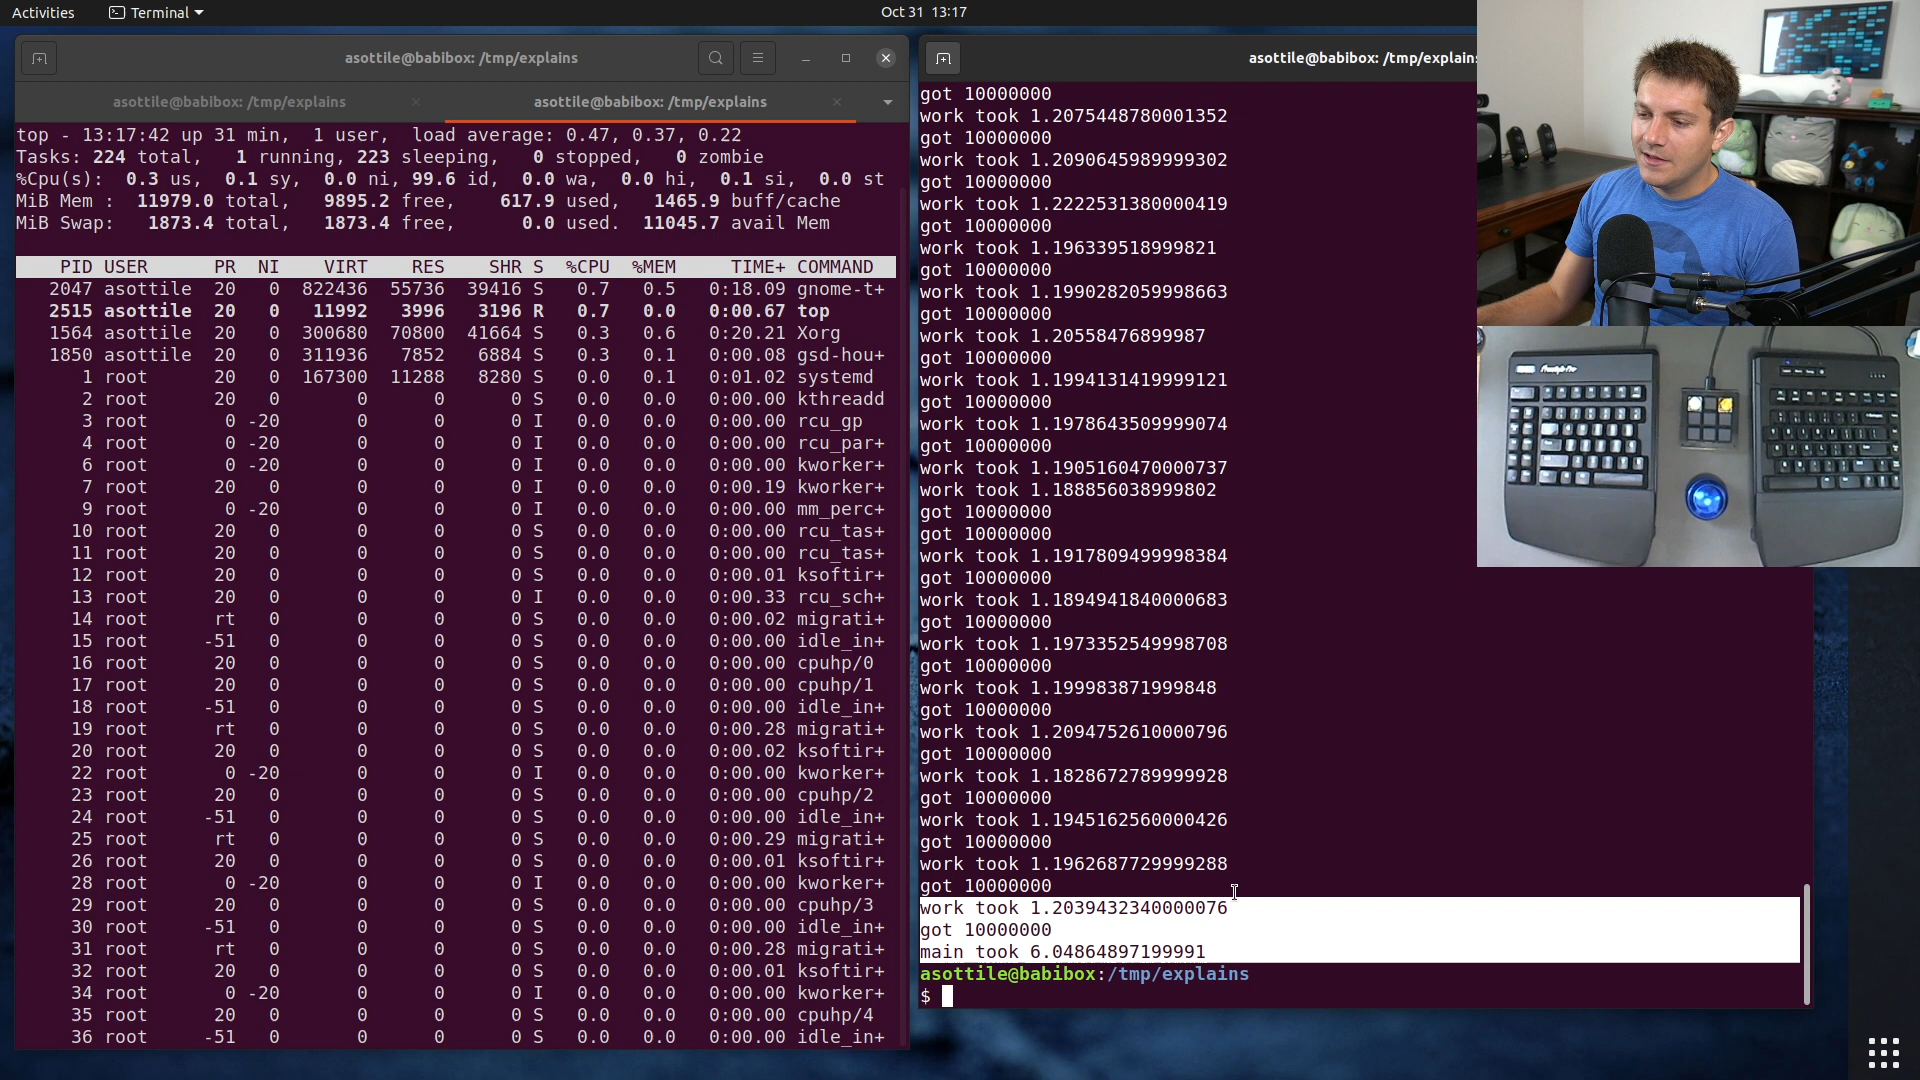 Activities
Terminal
Oct 31 13:17
asottile@babibox: /tmp/explains
asottile@babibox: /tmp/explains
asottile@babibox: /tmp/explains
top - 13:17:42 up 31 min, 1 user, load average: 0.47, 0.37, 0.22
Tasks: 224 total, 1 running, 223 sleeping, 0 stopped, 0 zombie
%Cpu(s): 0.3 us, 0.1 sy, 0.0 ni, 99.6 id, 0.0 wa, 0.0 hi, 0.1 si, 0.0 st
MiB Mem : 11979.0 total, 9895.2 free, 617.9 used, 1465.9 buff/cache
MiB Swap: 1873.4 total, 1873.4 free, 0.0 used. 11045.7 avail Mem
PID USER PR NI VIRT RES SHR S %CPU %MEM TIME+ COMMAND
2047 asottile 20 0 822436 55736 39416 S 0.7 0.5 0:18.09 gnome-t+
2515 asottile 20 0 11992 3996 3196 R 0.7 0.0 0:00.67 top
1564 asottile 20 0 300680 70800 41664 S 0.3 0.6 0:20.21 Xorg
1850 asottile 20 0 311936 7852 6884 S 0.3 0.1 0:00.08 gsd-hou+
1 root 20 0 167300 11288 8280 S 0.0 0.1 0:01.02 systemd
2 root 20 0 0 0 0 S 0.0 0.0 0:00.00 kthreadd
3 root 0 -20 0 0 0 I 0.0 0.0 0:00.00 rcu_gp
4 root 0 -20 0 0 0 I 0.0 0.0 0:00.00 rcu_par+
6 root 0 -20 0 0 0 I 0.0 0.0 0:00.00 kworker+
7 root 20 0 0 0 0 I 0.0 0.0 0:00.19 kworker+
9 root 0 -20 0 0 0 I 0.0 0.0 0:00.00 mm_perc+
10 root 20 0 0 0 0 S 0.0 0.0 0:00.00 rcu_tas+
11 root 20 0 0 0 0 S 0.0 0.0 0:00.00 rcu_tas+
12 root 20 0 0 0 0 S 0.0 0.0 0:00.01 ksoftir+
13 root 20 0 0 0 0 I 0.0 0.0 0:00.33 rcu_sch+
14 root rt 0 0 0 0 S 0.0 0.0 0:00.02 migrati+
15 root -51 0 0 0 0 S 0.0 0.0 0:00.00 idle_in+
16 root 20 0 0 0 0 S 0.0 0.0 0:00.00 cpuhp/0
17 root 20 0 0 0 0 S 0.0 0.0 0:00.00 cpuhp/1
18 root -51 0 0 0 0 S 0.0 0.0 0:00.00 idle_in+
19 root rt 0 0 0 0 S 0.0 0.0 0:00.28 migrati+
20 root 20 0 0 0 0 S 0.0 0.0 0:00.02 ksoftir+
22 root 0 -20 0 0 0 I 0.0 0.0 0:00.00 kworker+
23 root 20 0 0 0 0 S 0.0 0.0 0:00.00 cpuhp/2
24 root -51 0 0 0 0 S 0.0 0.0 0:00.00 idle_in+
25 root rt 0 0 0 0 S 0.0 0.0 0:00.29 migrati+
26 root 20 0 0 0 0 S 0.0 0.0 0:00.01 ksoftir+
28 root 0 -20 0 0 0 I 0.0 0.0 0:00.00 kworker+
29 root 20 0 0 0 0 S 0.0 0.0 0:00.00 cpuhp/3
30 root -51 0 0 0 0 S 0.0 0.0 0:00.00 idle_in+
31 root rt 0 0 0 0 S 0.0 0.0 0:00.28 migrati+
32 root 20 0 0 0 0 S 0.0 0.0 0:00.01 ksoftir+
34 root 0 -20 0 0 0 I 0.0 0.0 0:00.00 kworker+
35 root 20 0 0 0 0 S 0.0 0.0 0:00.00 cpuhp/4
36 root -51 0 0 0 0 S 0.0 0.0 0:00.00 idle_in+
asottile@babibox: /tmp/explains
got 10000000
work took 1.2075448780001352
got 10000000
work took 1.2090645989999302
got 10000000
work took 1.2222531380000419
got 10000000
work took 1.196339518999821
got 10000000
work took 1.1990282059998663
got 10000000
work took 1.20558476899987
got 10000000
work took 1.1994131419999121
got 10000000
work took 1.1978643509999074
got 10000000
work took 1.1905160470000737
work took 1.188856038999802
got 10000000
got 10000000
work took 1.1917809499998384
got 10000000
work took 1.1894941840000683
got 10000000
work took 1.1973352549998708
got 10000000
work took 1.199983871999848
got 10000000
work took 1.2094752610000796
got 10000000
work took 1.1828672789999928
got 10000000
work took 1.1945162560000426
got 10000000
work took 1.1962687729999288
got 10000000
work took 1.2039432340000076
got 10000000
main took 6.04864897199991
asottile@babibox:/tmp/explains
$